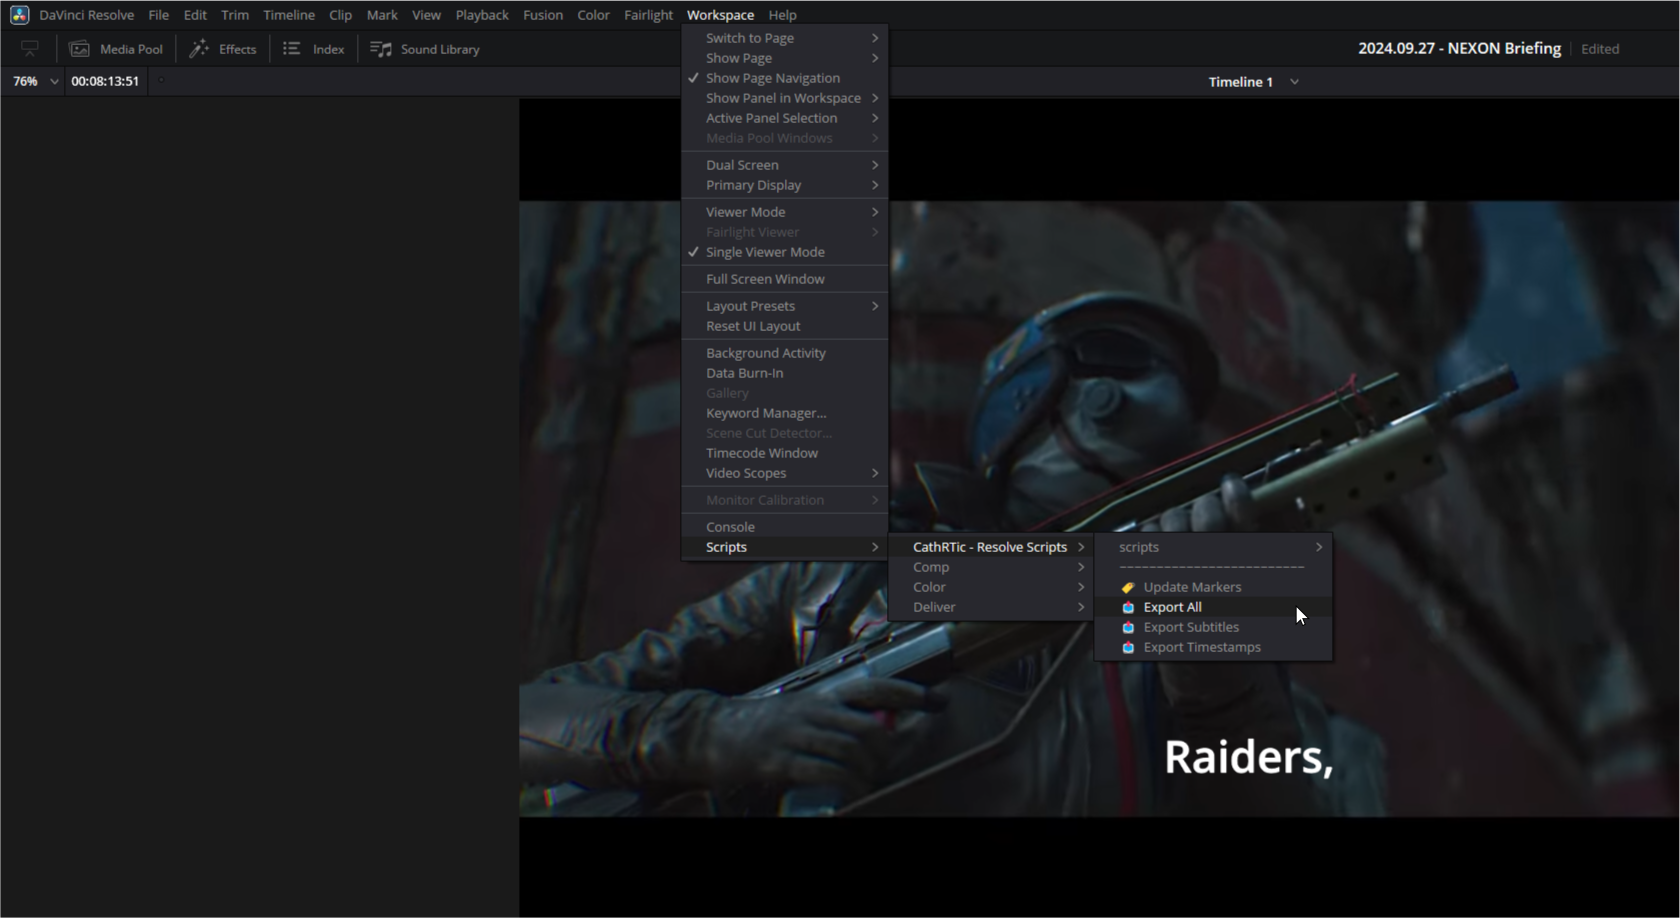 DaVinci Resolve File Edit Trim Timeline Clip Mark View Playback Fusion Color Fairlight Workspace Help
Media Pool Effects Index Sound Library 2024.09.27 - NEXON Briefing Edited
76% 00:08:13:51 Timeline 1
Switch to Page
Show Page
Show Page Navigation
Show Panel in Workspace
Active Panel Selection
Media Pool Windows
Dual Screen
Primary Display
Viewer Mode
Fairlight Viewer
Single Viewer Mode
Full Screen Window
Layout Presets
Reset UI Layout
Background Activity
Data Burn-In
Gallery
Keyword Manager...
Scene Cut Detector...
Timecode Window
Video Scopes
Monitor Calibration
Console
Scripts
CathRTic - Resolve Scripts
Comp
Color
Deliver
scripts
-------------------------
Update Markers
Export All
Export Subtitles
Export Timestamps
Raiders,